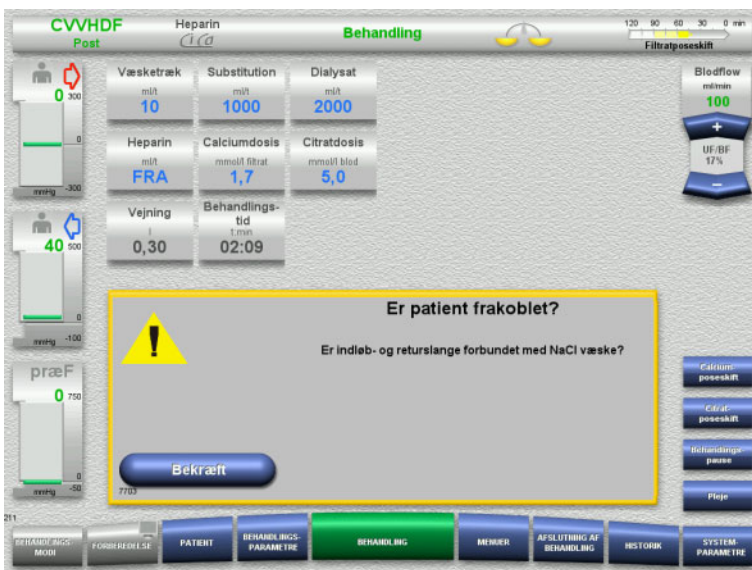 CVVHDF
Post
Heparin
Ci Ca
Behandling
120 90 60 30 0 min
Filtratposeskift
0 300
0
-300
mmHg
Væsketræk
ml/t
10
Substitution
ml/t
1000
Dialysat
ml/t
2000
Blodflow
ml/min
100
+
UF/BF
17%
–
Heparin
ml/t
FRA
Calciumdosis
mmol/l filtrat
1,7
Citratdosis
mmol/l blod
5,0
40 500
0
-100
mmHg
Vejning
l
0,30
Behandlings-
tid
t:min
02:09
Er patient frakoblet?
Er indløb- og returslange forbundet med NaCl væske?
!
Bekræft
7703
præF
0 750
0
-50
mmHg
Calcium-
poseskift
Citrat-
poseskift
Behandlings-
pause
Pleje
211
BEHANDLINGS-
MODI
FORBEREDELSE
PATIENT
BEHANDLINGS-
PARAMETRE
BEHANDLING
MENUER
AFSLUTNING AF
BEHANDLING
HISTORIK
SYSTEM-
PARAMETRE